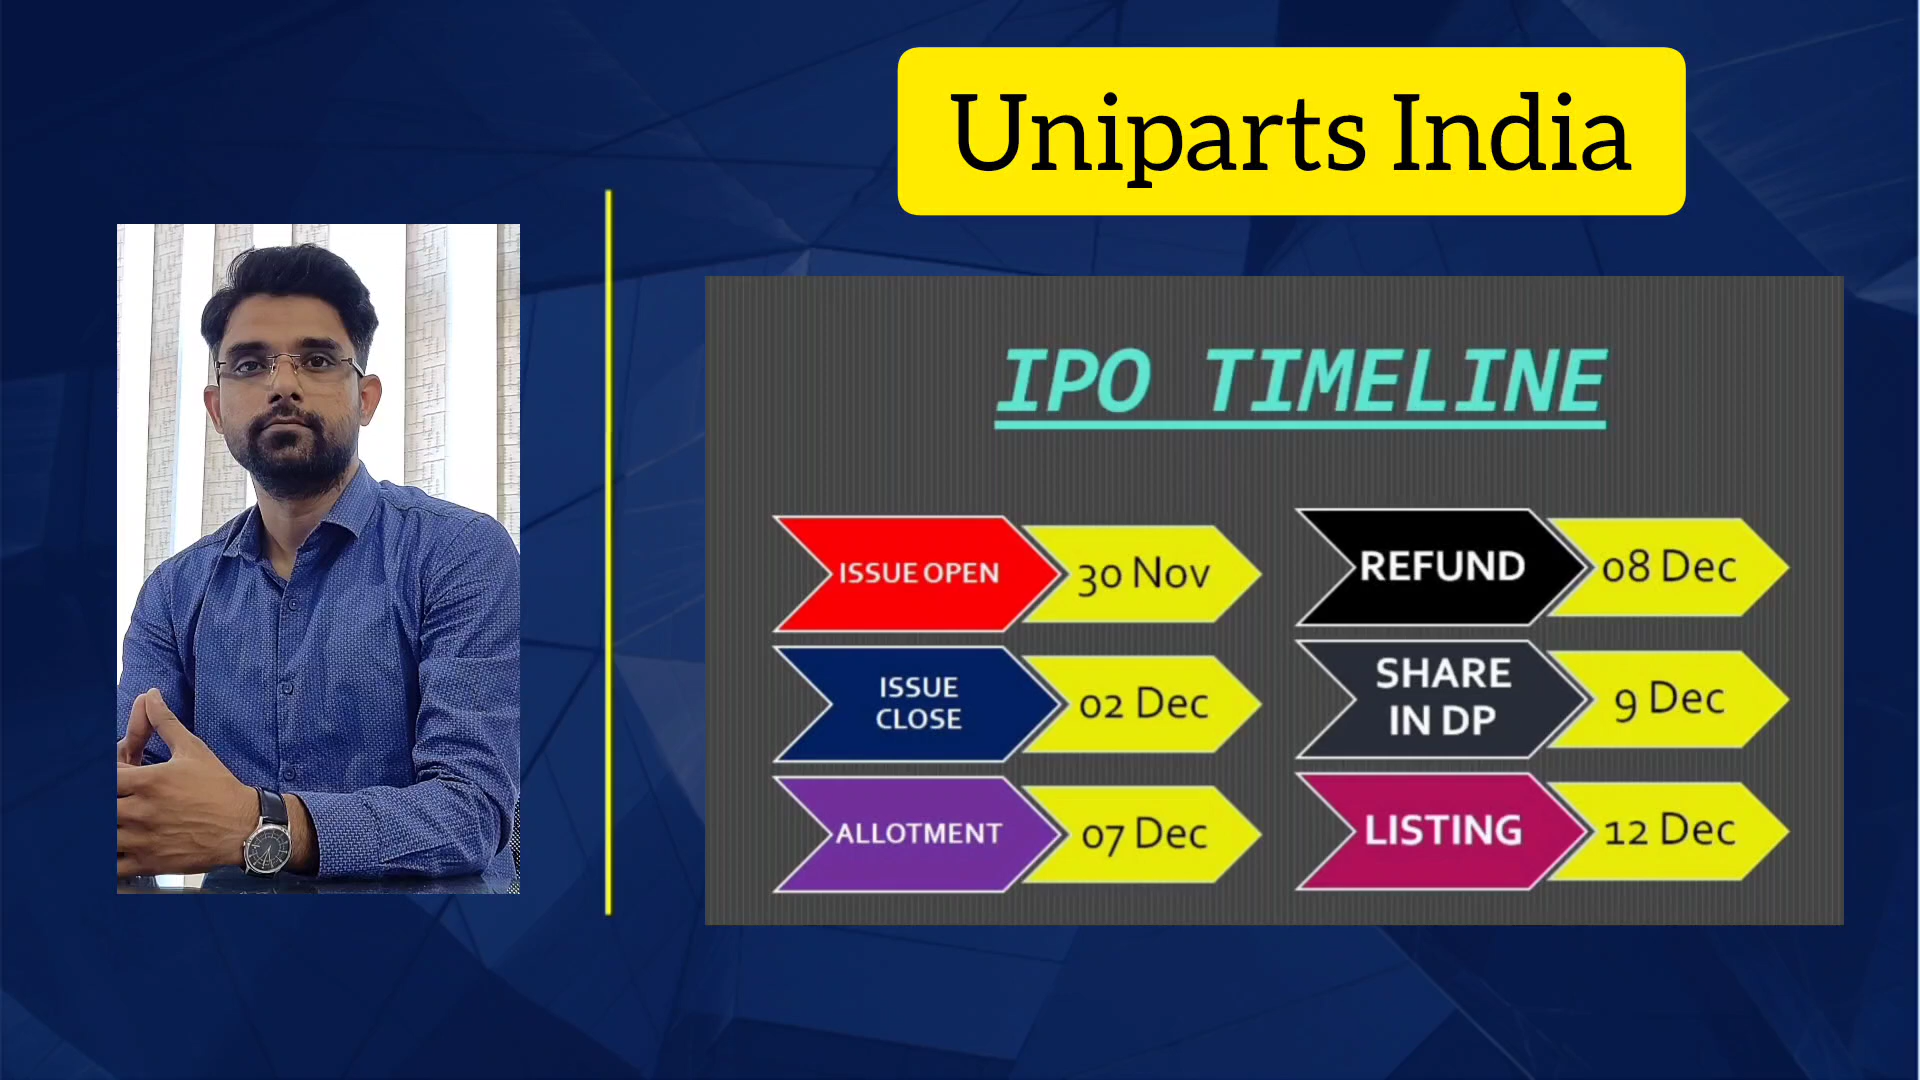 Uniparts India
IPO TIMELINE
ISSUE OPEN
30 Nov
ISSUE
CLOSE
02 Dec
ALLOTMENT
07 Dec
REFUND
08 Dec
SHARE
IN DP
9 Dec
LISTING
12 Dec